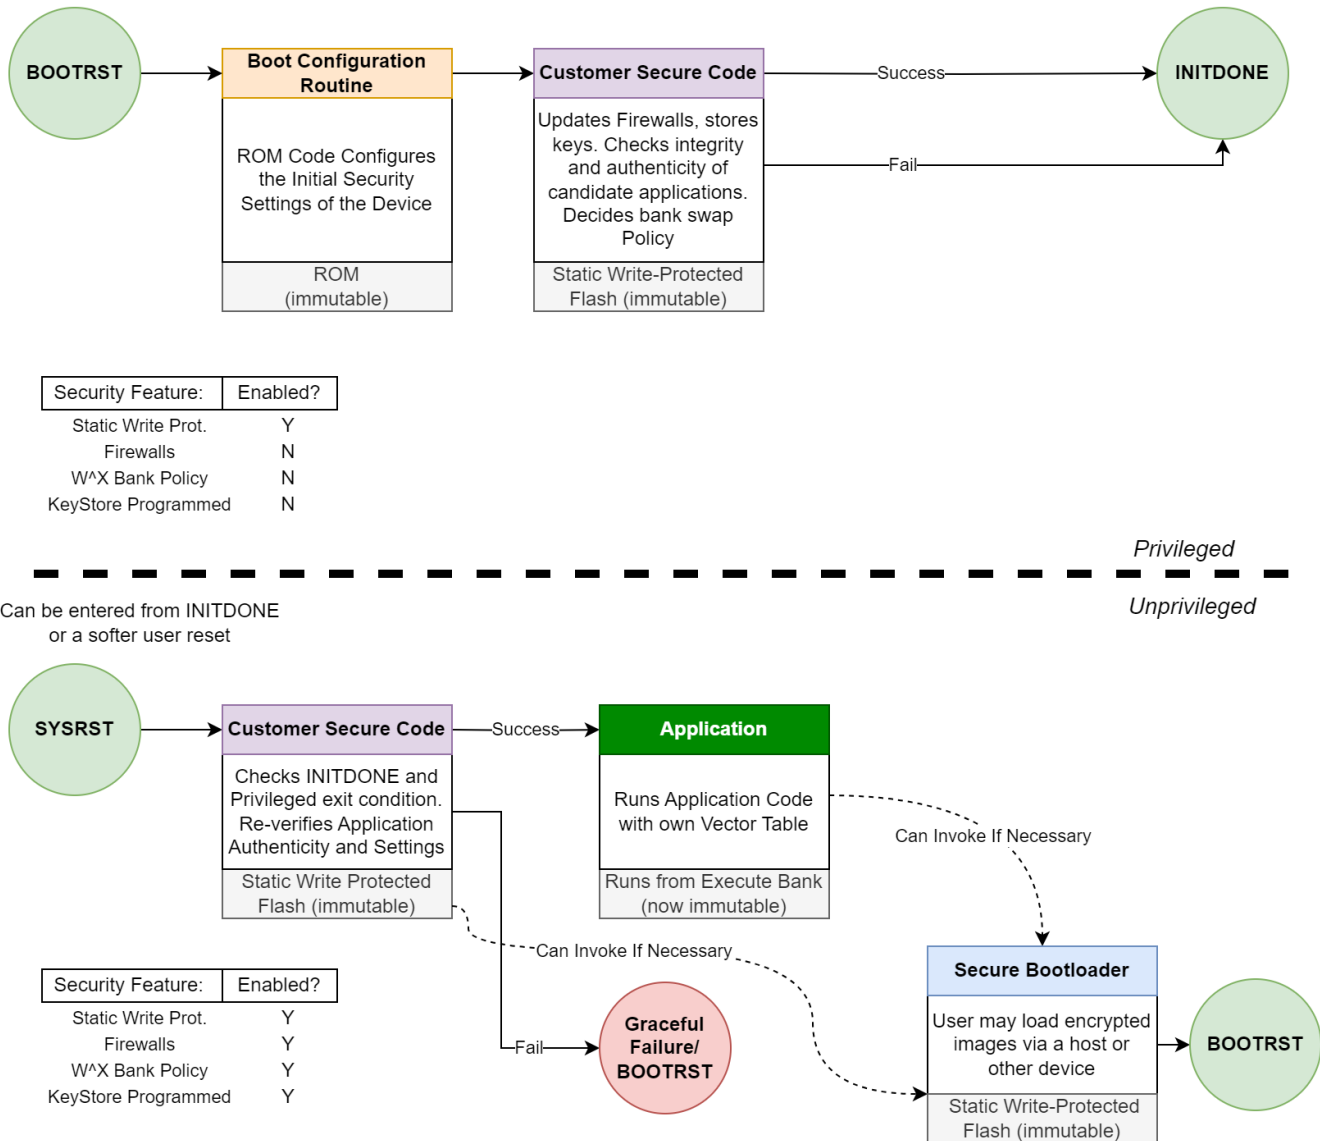 BOOTRST
Boot Configuration
Routine
ROM Code Configures
the Initial Security
Settings of the Device
ROM
(immutable)
Customer Secure Code
Updates Firewalls, stores
keys. Checks integrity
and authenticity of
candidate applications.
Decides bank swap
Policy
Static Write-Protected
Flash (immutable)
Success
Fail
INITDONE
Security Feature: Enabled?
Static Write Prot. Y
Firewalls N
W^X Bank Policy N
KeyStore Programmed N
Privileged
Unprivileged
Can be entered from INITDONE
or a softer user reset
SYSRST
Customer Secure Code
Checks INITDONE and
Privileged exit condition.
Re-verifies Application
Authenticity and Settings
Static Write Protected
Flash (immutable)
Success
Application
Runs Application Code
with own Vector Table
Runs from Execute Bank
(now immutable)
Can Invoke If Necessary
Can Invoke If Necessary
Fail
Graceful
Failure/
BOOTRST
Secure Bootloader
User may load encrypted
images via a host or
other device
Static Write-Protected
Flash (immutable)
BOOTRST
Security Feature: Enabled?
Static Write Prot. Y
Firewalls Y
W^X Bank Policy Y
KeyStore Programmed Y